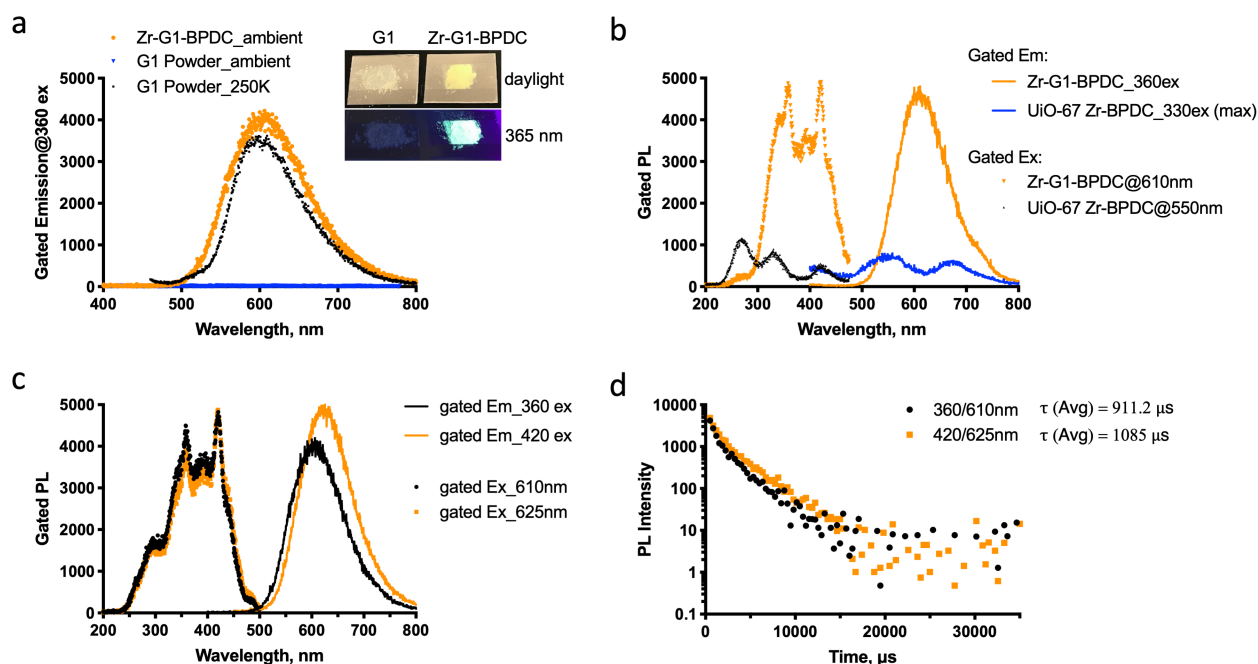 a
Zr-G1-BPDC_ambient
G1 Powder_ambient
G1 Powder_250K
G1
Zr-G1-BPDC
daylight
365 nm
Gated Emission@360 ex
5000
4000
3000
2000
1000
0
400
500
600
700
800
Wavelength, nm
b
Gated Em:
Zr-G1-BPDC_360ex
UiO-67 Zr-BPDC_330ex (max)
Gated Ex:
Zr-G1-BPDC@610nm
UiO-67 Zr-BPDC@550nm
Gated PL
5000
4000
3000
2000
1000
0
200
300
400
500
600
700
800
Wavelength, nm
c
gated Em_360 ex
gated Em_420 ex
gated Ex_610nm
gated Ex_625nm
Gated PL
5000
4000
3000
2000
1000
0
200
300
400
500
600
700
800
Wavelength, nm
d
360/610nm τ (Avg) = 911.2 µs
420/625nm τ (Avg) = 1085 µs
PL Intensity
10000
1000
100
10
1
0.1
0
10000
20000
30000
Time, µs